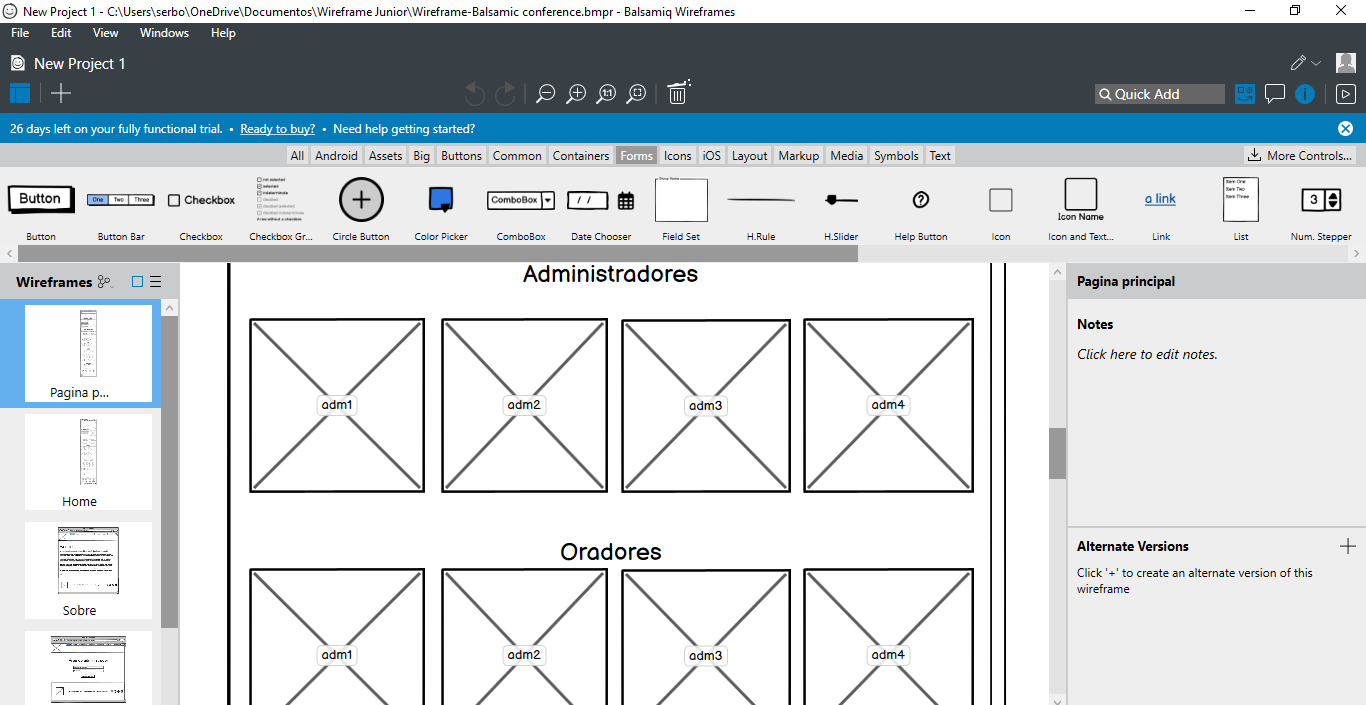 New Project 1 - C:\Users\serbo\OneDrive\Documentos\Wireframe Junior\Wireframe-Balsamic conference.bmpr - Balsamiq Wireframes
File Edit View Windows Help
New Project 1
1:1
Quick Add
26 days left on your fully functional trial. • Ready to buy? • Need help getting started?
All Android Assets Big Buttons Common Containers Forms Icons iOS Layout Markup Media Symbols Text More Controls...
Button One Two Three Checkbox ComboBox / / a link 3
Item One
Item Two
Item Three
Icon Name
Button Button Bar Checkbox Checkbox Gr... Circle Button Color Picker ComboBox Date Chooser Field Set H.Rule H.Slider Help Button Icon Icon and Text... Link List Num. Stepper
Wireframes
Pagina p...
Home
Sobre
Administradores
adm1 adm2 adm3 adm4
Oradores
adm1 adm2 adm3 adm4
Pagina principal
Notes
Click here to edit notes.
Alternate Versions
Click '+' to create an alternate version of this
wireframe